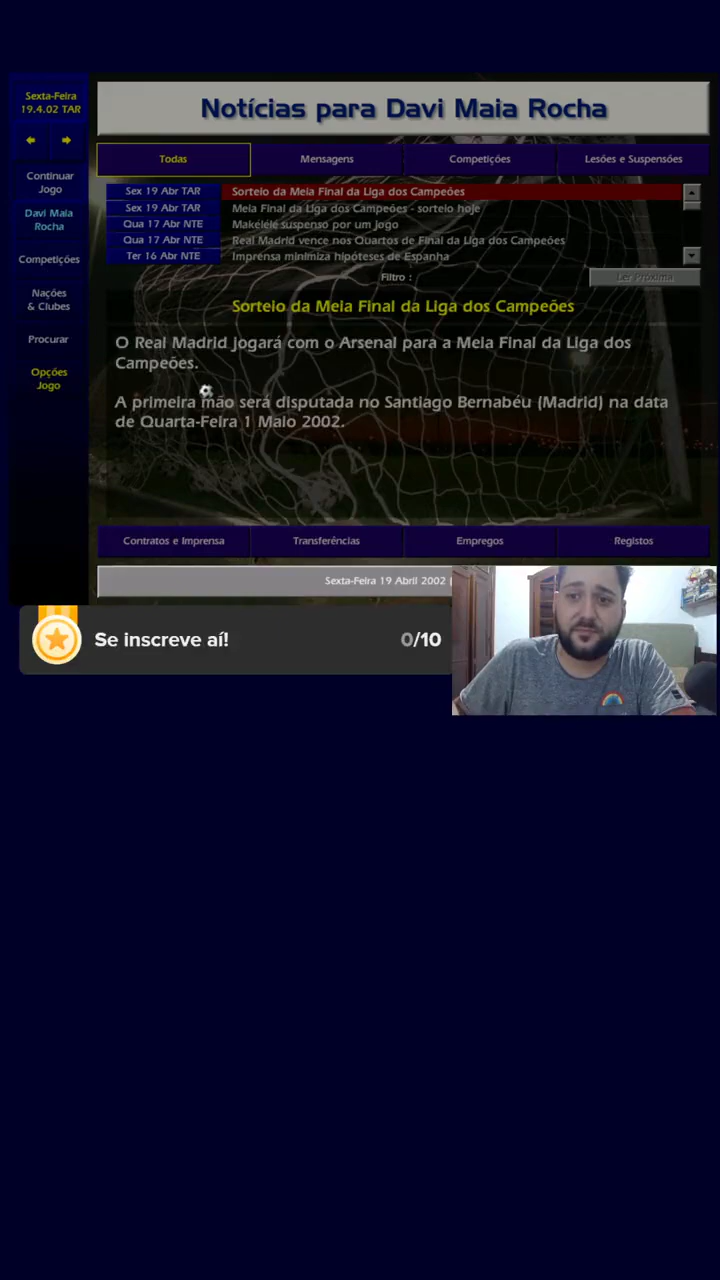 Sexta-Feira
19.4.02 TAR
Notícias para Davi Maia Rocha
Continuar
Jogo
Davi Maia
Rocha
Competições
Nações
& Clubes
Procurar
Opções
Jogo
Todas
Mensagens
Competições
Lesões e Suspensões
Sex 19 Abr TAR
Sorteio da Meia Final da Liga dos Campeões
Sex 19 Abr TAR
Meia Final da Liga dos Campeões - sorteio hoje
Qua 17 Abr NTE
Makélélé suspenso por um jogo
Qua 17 Abr NTE
Real Madrid vence nos Quartos de Final da Liga dos Campeões
Ter 16 Abr NTE
Imprensa minimiza hipóteses de Espanha
Filtro :
Ler Próxima
Sorteio da Meia Final da Liga dos Campeões
O Real Madrid jogará com o Arsenal para a Meia Final da Liga dos
Campeões.
A primeira mão será disputada no Santiago Bernabéu (Madrid) na data
de Quarta-Feira 1 Maio 2002.
Contratos e Imprensa
Transferências
Empregos
Registos
Sexta-Feira 19 Abril 2002
Se inscreve aí!
0/10